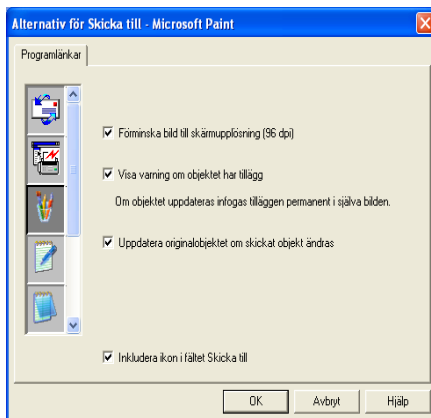 Alternativ för Skicka till - Microsoft Paint
Programlänkar
Förminska bild till skärmupplösning (96 dpi)
Visa varning om objektet har tillägg
Om objektet uppdateras infogas tilläggen permanent i själva bilden.
Uppdatera originalobjektet om skickat objekt ändras
Inkludera ikon i fältet Skicka till
OK Avbryt Hjälp